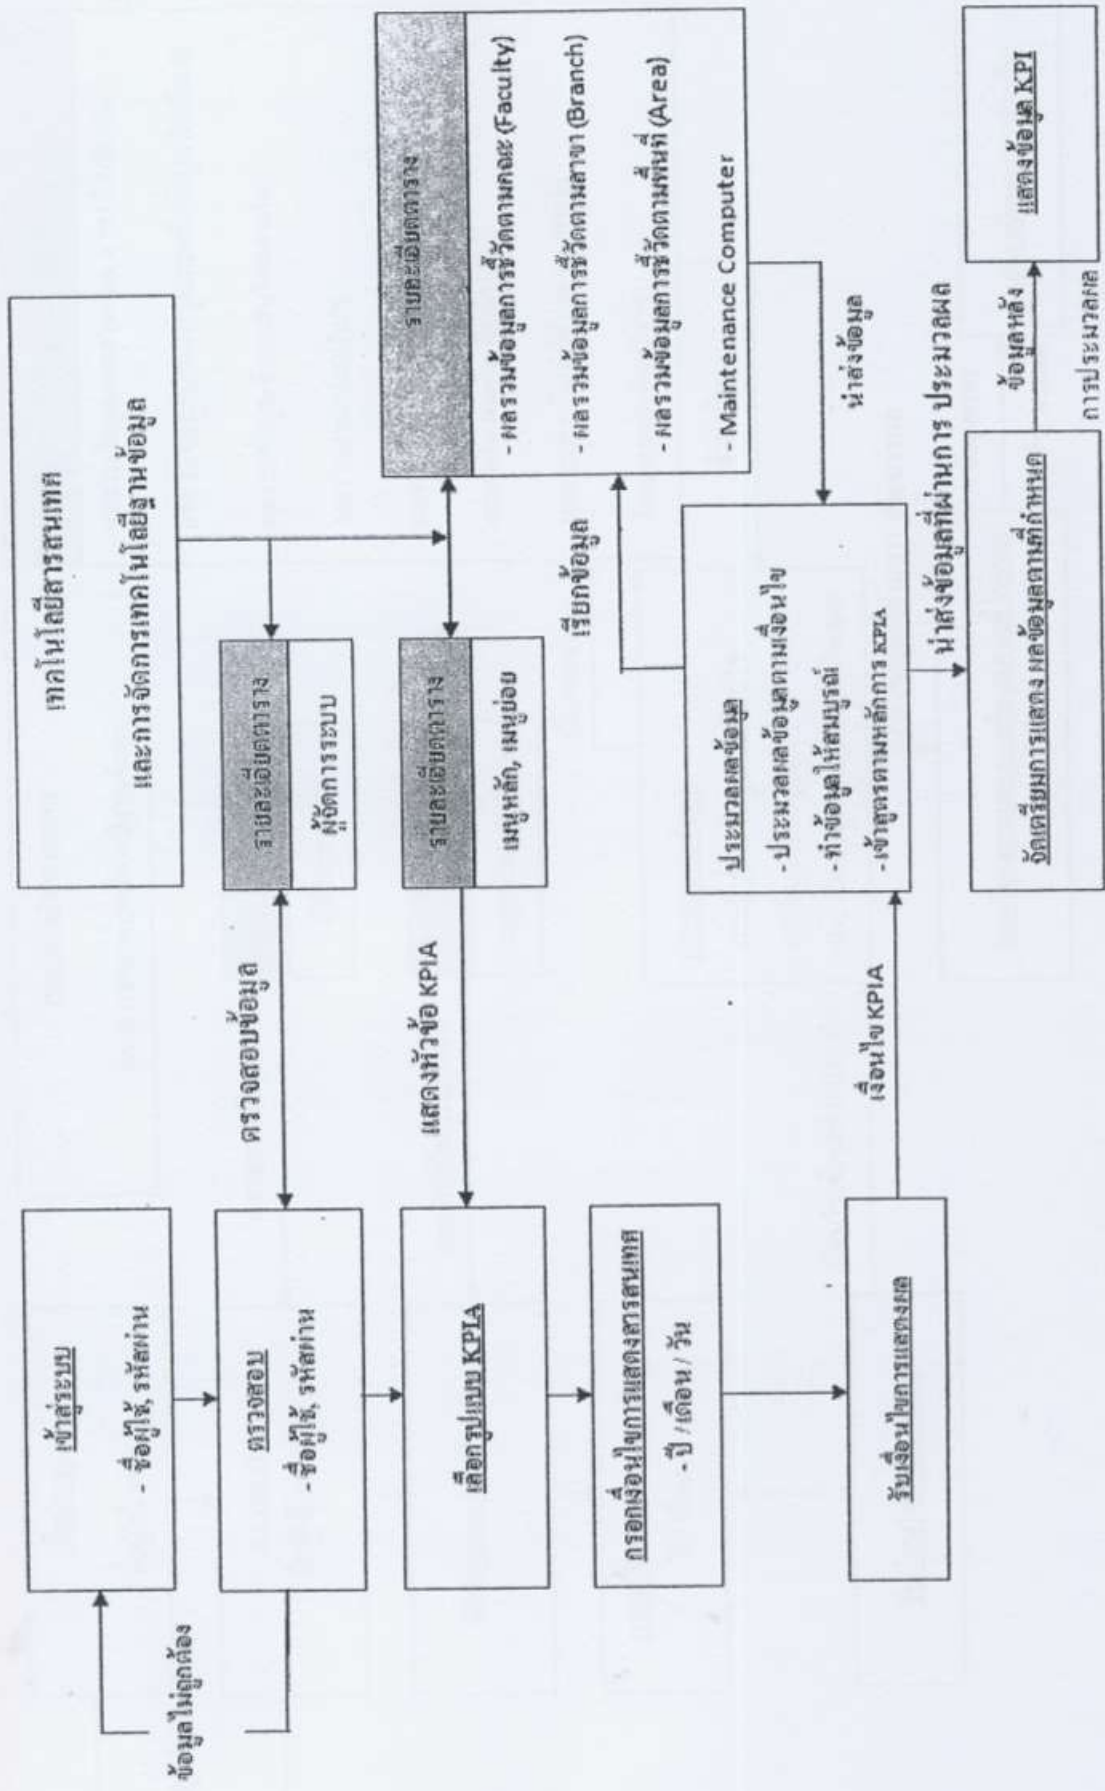 เทคโนโลยีสารสนเทศ
และการจัดการเทคโนโลยีฐานข้อมูล
เข้าสู่ระบบ
- ชื่อผู้ใช้, รหัสผ่าน
ข้อมูลไม่ถูกต้อง
ตรวจสอบ
- ชื่อผู้ใช้, รหัสผ่าน
ตรวจสอบข้อมูล
รายละเอียดตาราง
ผู้จัดการระบบ
เลือกรูปแบบ KPIA
แสดงหัวข้อ KPIA
รายละเอียดตาราง
เมนูหลัก, เมนูย่อย
รายละเอียดตาราง
- ผลรวมข้อมูลการชี้วัดตามคณะ (Faculty)
- ผลรวมข้อมูลการชี้วัดตามสาขา (Branch)
- ผลรวมข้อมูลการชี้วัดตามพื้นที่ (Area)
- Maintenance Computer
กรอกเงื่อนไขการแสดงสารสนเทศ
- ปี / เดือน / วัน
เรียกข้อมูล
นำส่งข้อมูล
ประมวลผลข้อมูล
- ประมวลผลข้อมูลตามเงื่อนไข
- ทำข้อมูลให้สมบูรณ์
- เข้าสูตรตามหลักการ KPIA
รับเงื่อนไขการแสดงผล
เงื่อนไข KPIA
นำส่งข้อมูลที่ผ่านการ ประมวลผล
จัดเตรียมการแสดง ผลข้อมูลตามที่กำหนด
ข้อมูลหลัง
การประมวลผล
แสดงข้อมูล KPI